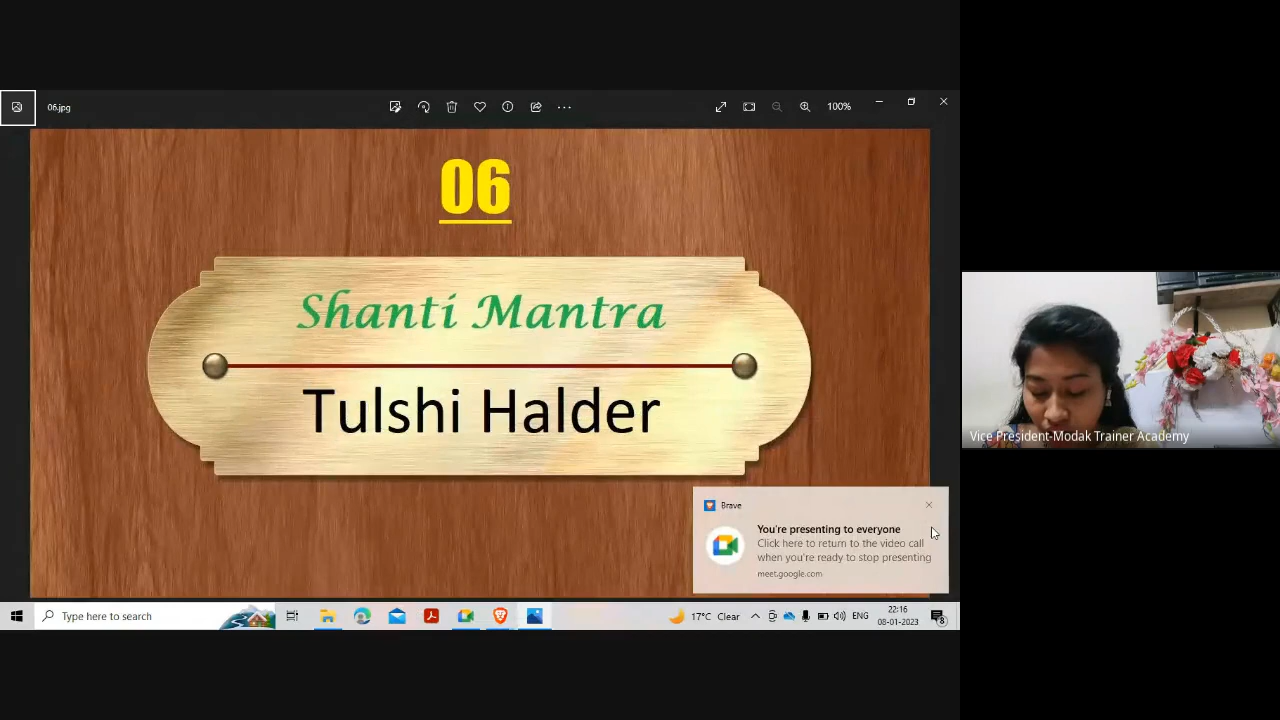 06.jpg
100%
06
Shanti Mantra
Tulshi Halder
Brave
You're presenting to everyone
Click here to return to the video call
when you're ready to stop presenting
meet.google.com
Vice President-Modak Trainer Academy
Type here to search
17°C Clear
ENG
22:16
08-01-2023
8